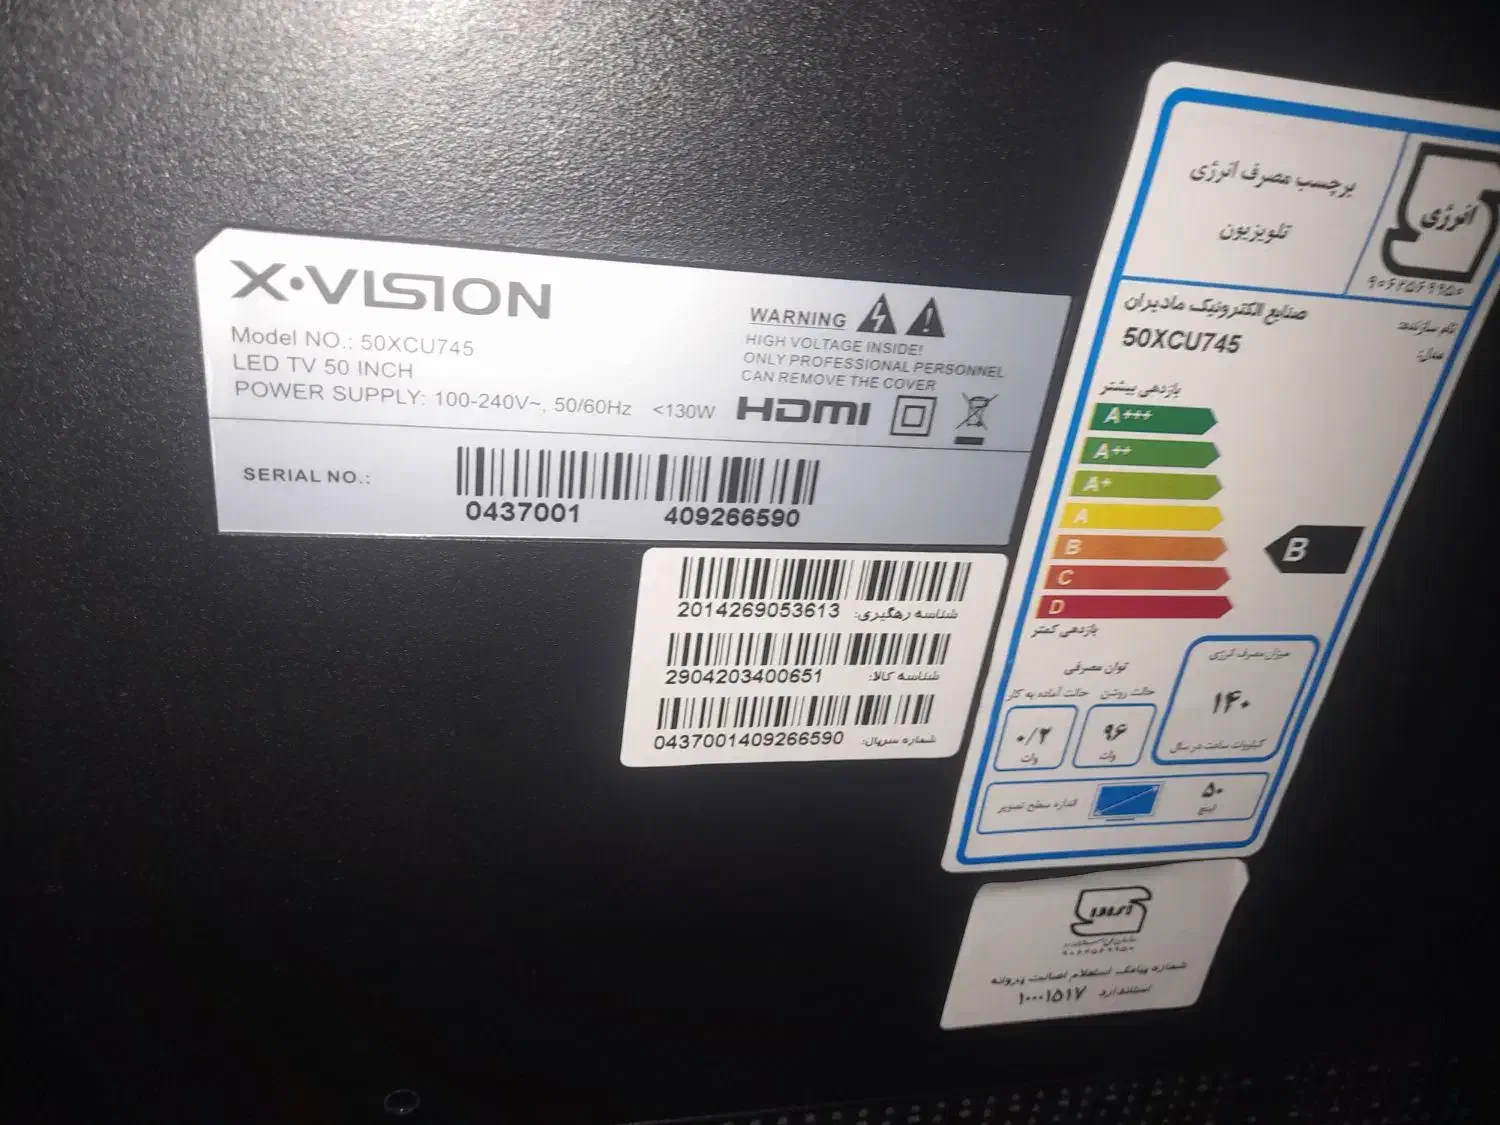 X·VISION
Model NO.: 50XCU745
LED TV 50 INCH
POWER SUPPLY: 100-240V~, 50/60Hz <130W
WARNING
HIGH VOLTAGE INSIDE!
ONLY PROFESSIONAL PERSONNEL
CAN REMOVE THE COVER
HDMI
SERIAL NO.:
0437001 409266590
شناسه رهگیری: 2014269053613
شناسه کالا: 2904203400651
شماره سریال: 0437001409266590
برچسب مصرف انرژی
تلویزیون
انرژی
۹۰۶۲۵۶۹۹۵۰
نام سازنده: صنایع الکترونیک مادیران
مدل: 50XCU745
بازدهی بیشتر
A+++
A++
A+
A
B
C
D
B
بازدهی کمتر
توان مصرفی
حالت روشن
حالت آماده به کار
۹۶
وات
۰/۲
وات
میزان مصرف انرژی
۱۴۰
کیلووات ساعت در سال
اندازه سطح تصویر
۵۰
اینچ
شماره پیامک استعلام اصالت پروانه
استاندارد ۱۰۰۰۱۵۱۷